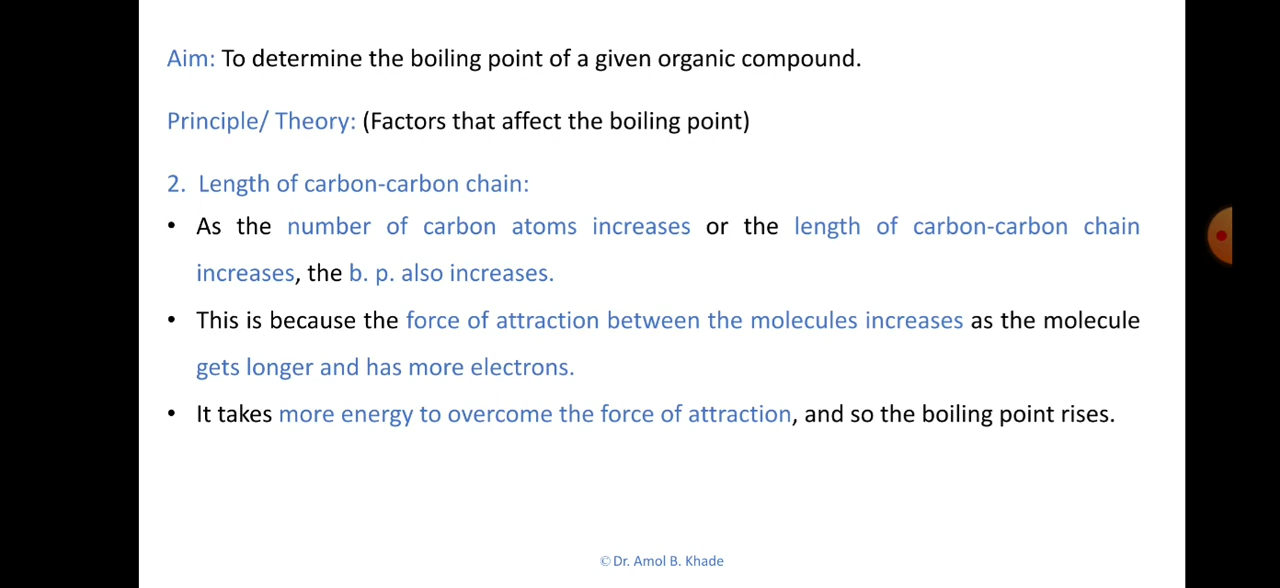 Aim: To determine the boiling point of a given organic compound.
Principle/ Theory: (Factors that affect the boiling point)
2. Length of carbon-carbon chain:
• As the number of carbon atoms increases or the length of carbon-carbon chain
increases, the b. p. also increases.
• This is because the force of attraction between the molecules increases as the molecule
gets longer and has more electrons.
• It takes more energy to overcome the force of attraction, and so the boiling point rises.
© Dr. Amol B. Khade